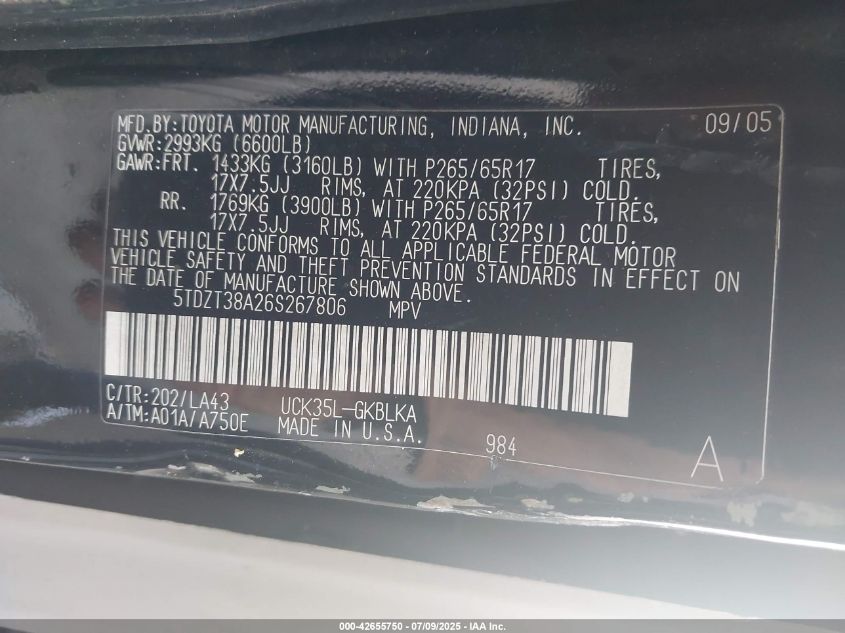 MFD.BY:TOYOTA MOTOR MANUFACTURING, INDIANA, INC. 09/05
GVWR:2993KG (6600LB)
GAWR:FRT. 1433KG (3160LB) WITH P265/65R17 TIRES,
17X7.5JJ RIMS, AT 220KPA (32PSI) COLD.
RR. 1769KG (3900LB) WITH P265/65R17 TIRES,
17X7.5JJ RIMS, AT 220KPA (32PSI) COLD.
THIS VEHICLE CONFORMS TO ALL APPLICABLE FEDERAL MOTOR
VEHICLE SAFETY AND THEFT PREVENTION STANDARDS IN EFFECT ON
THE DATE OF MANUFACTURE SHOWN ABOVE.
5TDZT38A26S267806 MPV
C/TR:202/LA43 UCK35L-GKBLKA
A/TM:A01A/A750E MADE IN U.S.A.
984 A
000-42655750 - 07/09/2025 - IAA Inc.